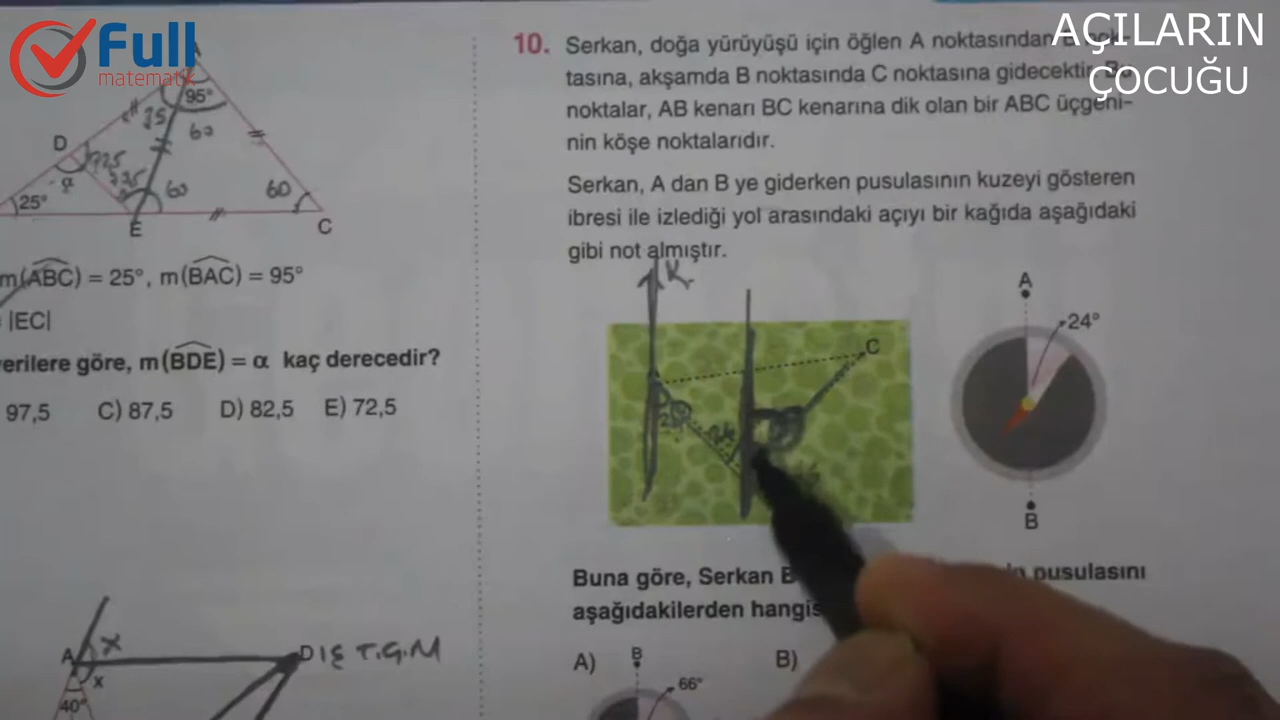 Full
matematik
AÇILARIN
ÇOCUĞU
95°
35
60
D
α
60
60
25°
E
C
m(ABC) = 25°, m(BAC) = 95°
|EC|
verilere göre, m(BDE) = α kaç derecedir?
97,5 C) 87,5 D) 82,5 E) 72,5
A
x
x
40°
D
T.G.M
10. Serkan, doğa yürüyüşü için öğlen A noktasından
tasına, akşamda B noktasında C noktasına gidecektir.
noktalar, AB kenarı BC kenarına dik olan bir ABC üçgeni-
nin köşe noktalarıdır.
Serkan, A dan B ye giderken pusulasının kuzeyi gösteren
ibresi ile izlediği yol arasındaki açıyı bir kağıda aşağıdaki
gibi not almıştır.
K
C
A
24°
B
Buna göre, Serkan B pusulasını
aşağıdakilerden
A) B 66°
B)